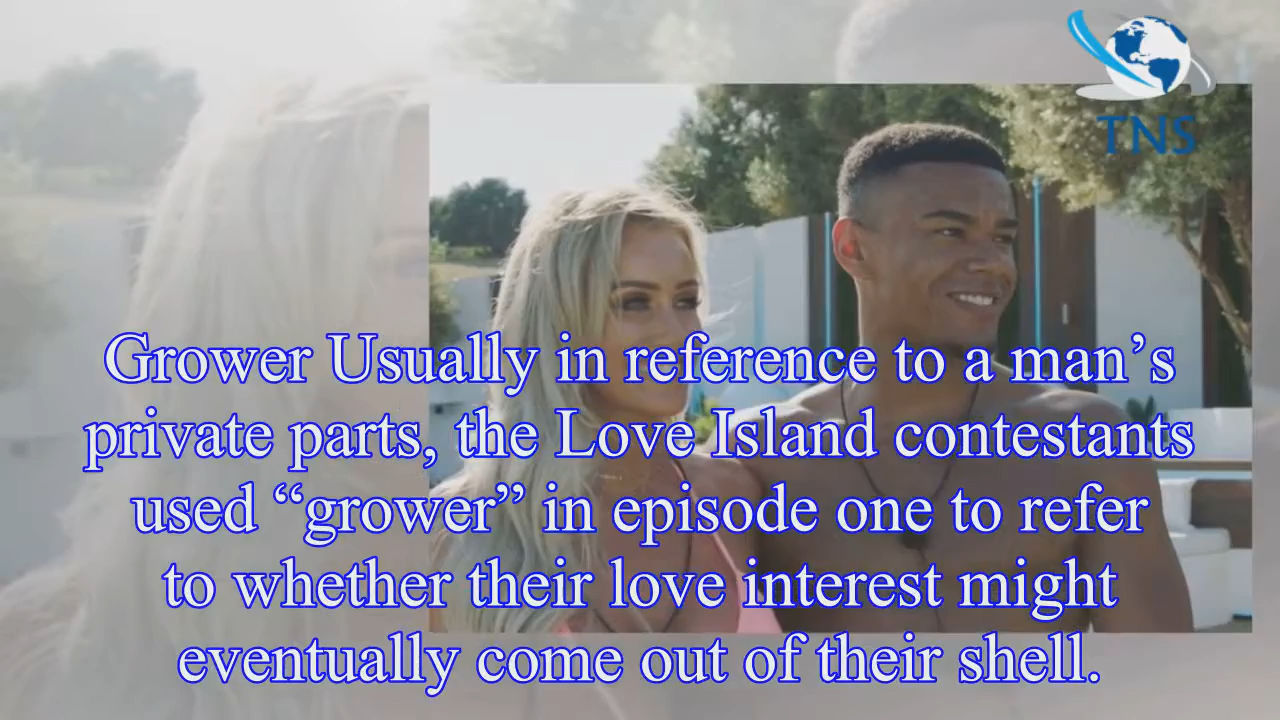 TNS
Grower Usually in reference to a man’s
private parts, the Love Island contestants
used “grower” in episode one to refer
to whether their love interest might
eventually come out of their shell.